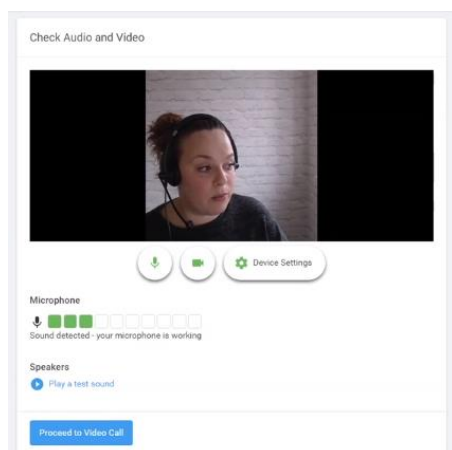 Check Audio and Video
Device Settings
Microphone
Sound detected - your microphone is working
Speakers
Play a test sound
Proceed to Video Call